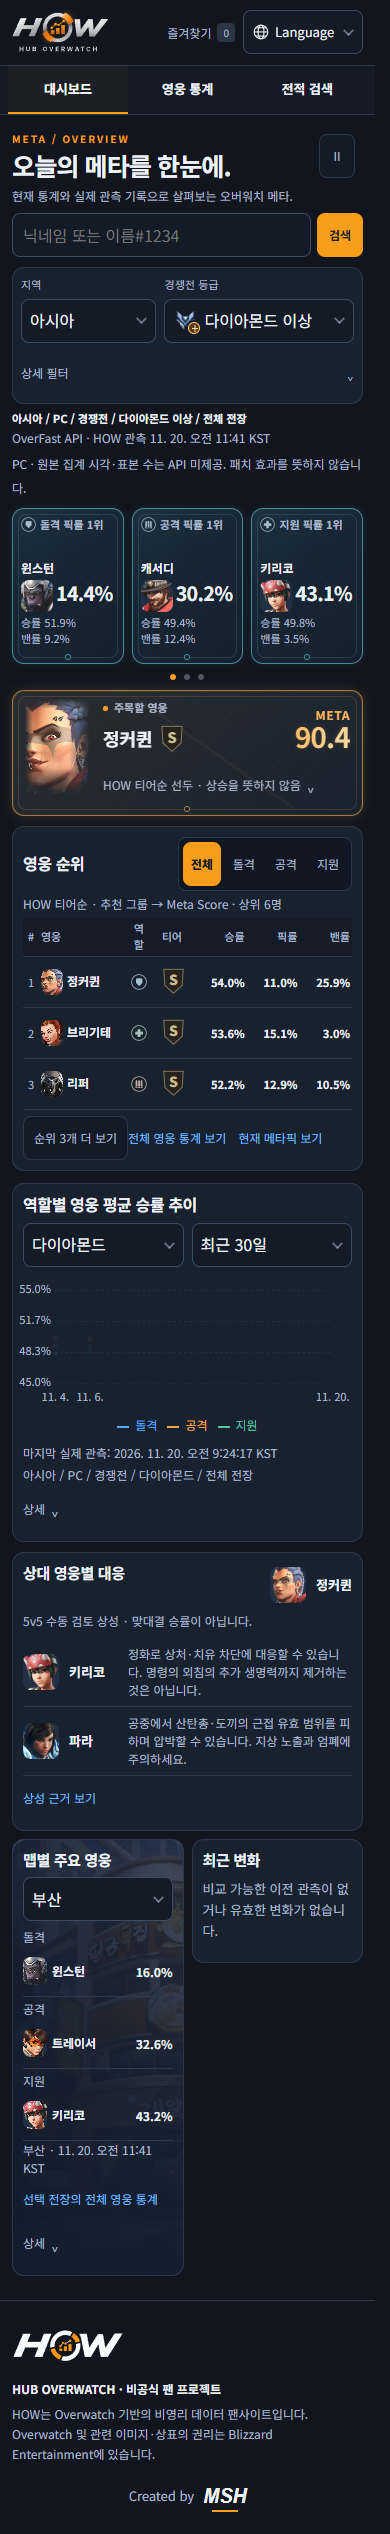 HOW
HUB OVERWATCH
즐겨찾기 0
Language
대시보드 영웅 통계 전적 검색
META / OVERVIEW
오늘의 메타를 한눈에.
현재 통계와 실제 관측 기록으로 살펴보는 오버워치 메타.
닉네임 또는 이름#1234 검색
지역 경쟁전 등급
아시아 다이아몬드 이상
상세 필터
아시아 / PC / 경쟁전 / 다이아몬드 이상 / 전체 전장
OverFast API · HOW 관측 11. 20. 오전 11:41 KST
PC · 원본 집계 시각·표본 수는 API 미제공. 패치 효과를 뜻하지 않습니
다.
돌격 픽률 1위 공격 픽률 1위 지원 픽률 1위
윈스턴 캐서디 키리코
14.4% 30.2% 43.1%
승률 51.9% 승률 49.4% 승률 49.8%
밴률 9.2% 밴률 12.4% 밴률 3.5%
주목할 영웅
META
정커퀸 S 90.4
HOW 티어순 선두 · 상승을 뜻하지 않음
영웅 순위 전체 돌격 공격 지원
HOW 티어순 · 추천 그룹 → Meta Score · 상위 6명
# 영웅 역할 티어 승률 픽률 밴률
1 정커퀸 S 54.0% 11.0% 25.9%
2 브리기테 S 53.6% 15.1% 3.0%
3 리퍼 S 52.2% 12.9% 10.5%
순위 3개 더 보기 전체 영웅 통계 보기 현재 메타픽 보기
역할별 영웅 평균 승률 추이
다이아몬드 최근 30일
55.0%
51.7%
48.3%
45.0%
11. 4. 11. 6. 11. 20.
돌격 공격 지원
마지막 실제 관측: 2026. 11. 20. 오전 9:24:17 KST
아시아 / PC / 경쟁전 / 다이아몬드 / 전체 전장
상세
상대 영웅별 대응 정커퀸
5v5 수동 검토 상성 · 맞대결 승률이 아닙니다.
키리코
정화로 상처·치유 차단에 대응할 수 있습니
다. 명령의 외침의 추가 생명력까지 제거하는
것은 아닙니다.
파라
공중에서 산탄총·도끼의 근접 유효 범위를 피
하며 압박할 수 있습니다. 지상 노출과 엄폐에
주의하세요.
상성 근거 보기
맵별 주요 영웅
부산
돌격
윈스턴 16.0%
공격
트레이서 32.6%
지원
키리코 43.2%
부산 · 11. 20. 오전 11:41
KST
선택 전장의 전체 영웅 통계
상세
최근 변화
비교 가능한 이전 관측이 없
거나 유효한 변화가 없습니
다.
HOW
HUB OVERWATCH · 비공식 팬 프로젝트
HOW는 Overwatch 기반의 비영리 데이터 팬사이트입니다.
Overwatch 및 관련 이미지·상표의 권리는 Blizzard
Entertainment에 있습니다.
Created by MSH